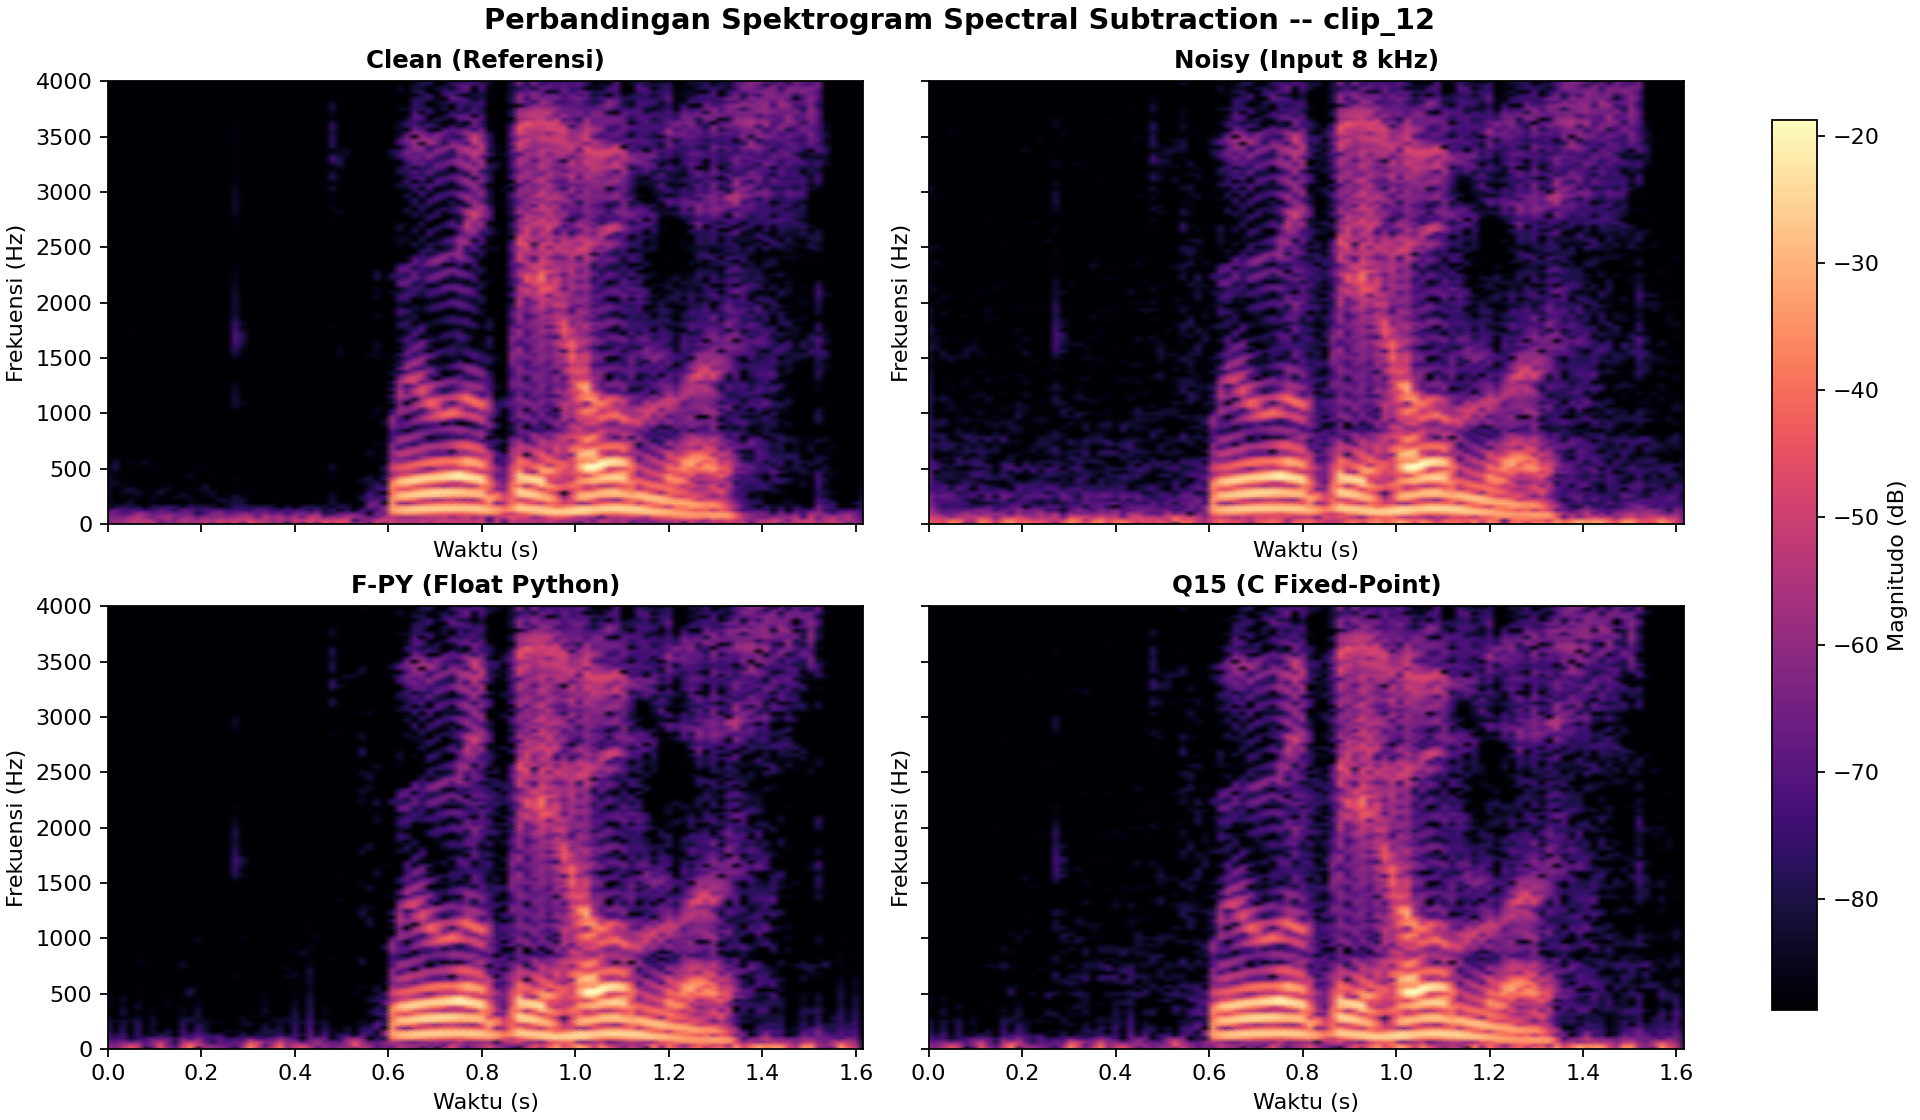 Perbandingan Spektrogram Spectral Subtraction -- clip_12
Clean (Referensi)
4000
3500
3000
2500
2000
1500
1000
500
0
Frekuensi (Hz)
Waktu (s)
Noisy (Input 8 kHz)
Frekuensi (Hz)
Waktu (s)
F-PY (Float Python)
4000
3500
3000
2500
2000
1500
1000
500
0
Frekuensi (Hz)
0.0 0.2 0.4 0.6 0.8 1.0 1.2 1.4 1.6
Waktu (s)
Q15 (C Fixed-Point)
Frekuensi (Hz)
0.0 0.2 0.4 0.6 0.8 1.0 1.2 1.4 1.6
Waktu (s)
−20
−30
−40
−50
−60
−70
−80
Magnitudo (dB)